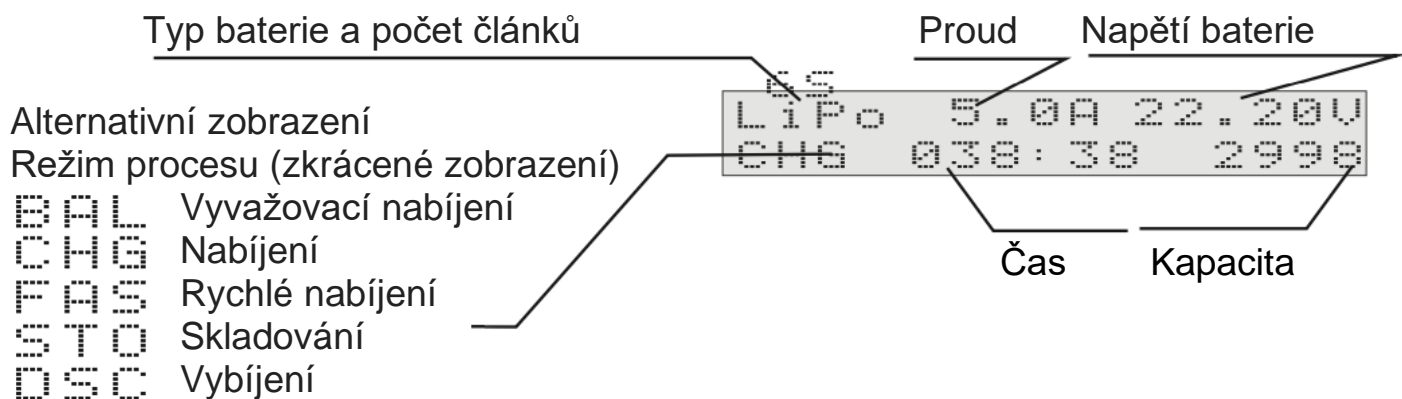 Typ baterie a počet článků
Proud
Napětí baterie
6S
LiPo 5.0A 22.20V
CHG 038:38 2998
Čas
Kapacita
Alternativní zobrazení
Režim procesu (zkrácené zobrazení)
BAL Vyvažovací nabíjení
CHG Nabíjení
FAS Rychlé nabíjení
STO Skladování
DSC Vybíjení